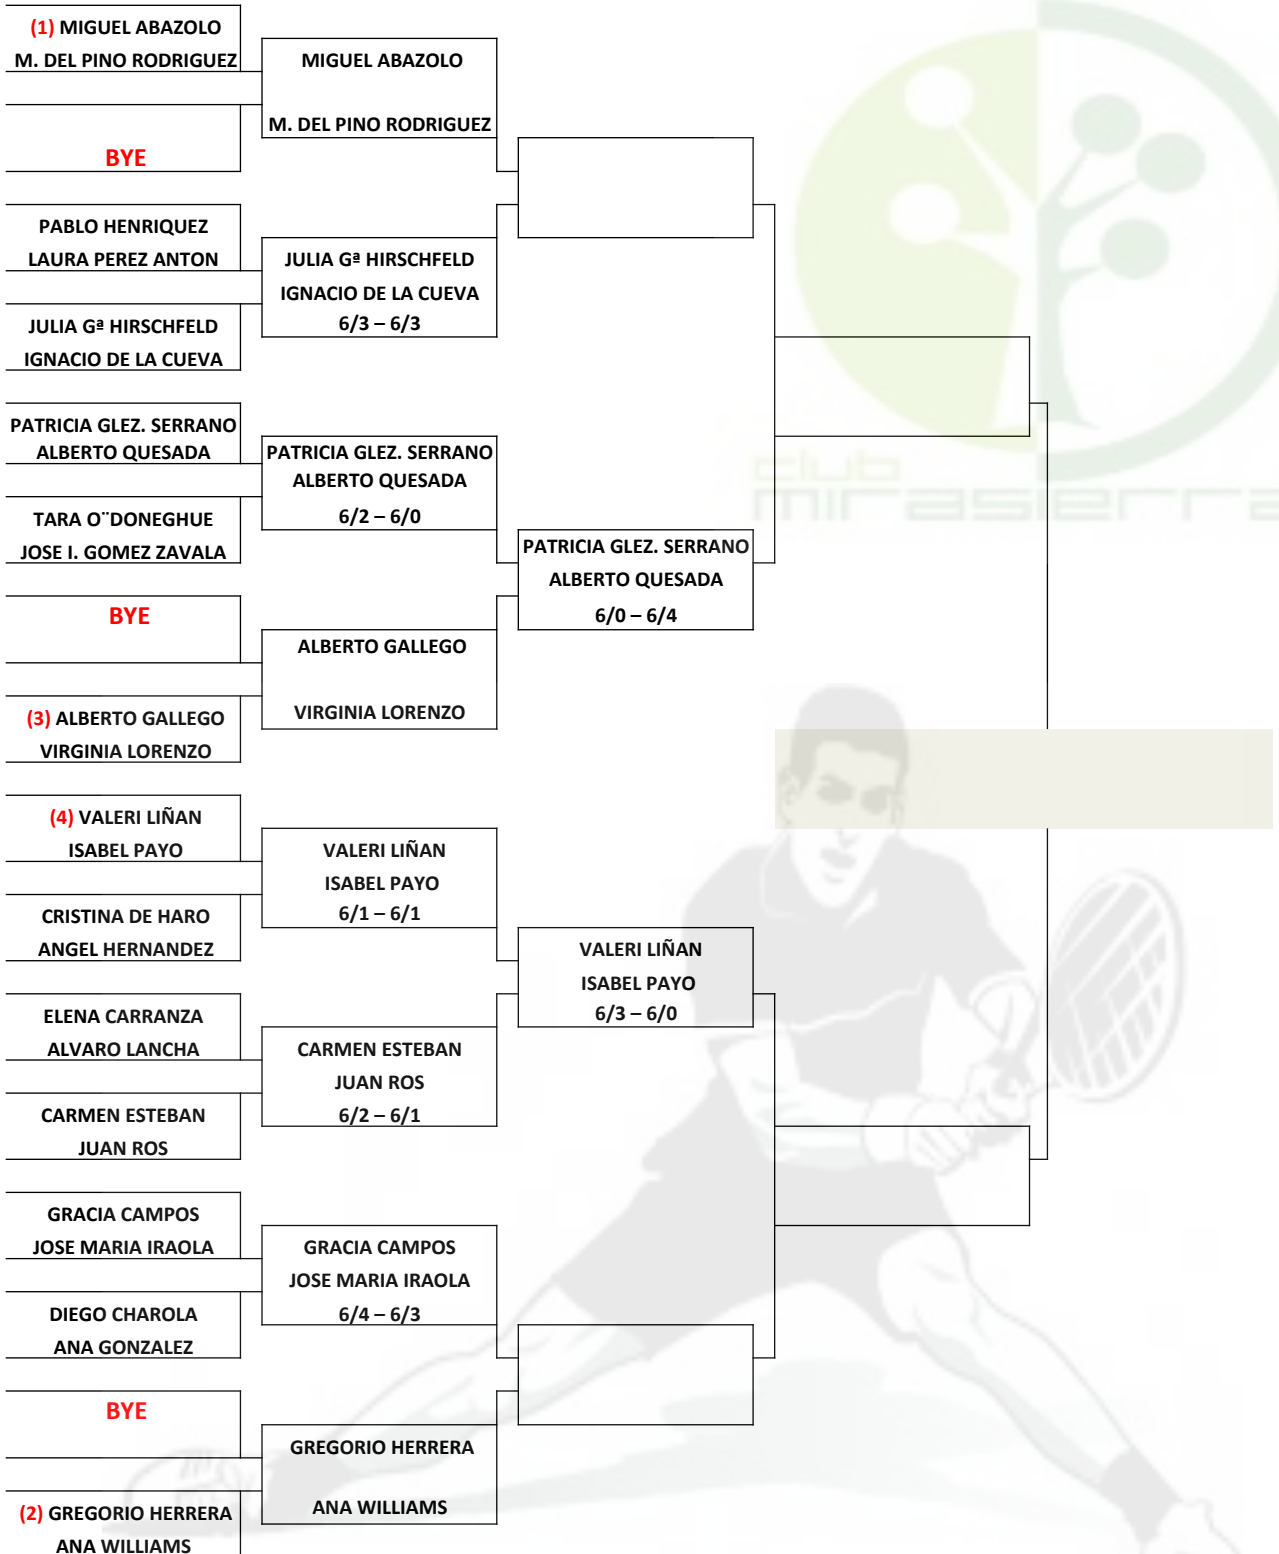 (1) MIGUEL ABAZOLO
M. DEL PINO RODRIGUEZ
BYE
PABLO HENRIQUEZ
LAURA PEREZ ANTON
JULIA Gª HIRSCHFELD
IGNACIO DE LA CUEVA
PATRICIA GLEZ. SERRANO
ALBERTO QUESADA
TARA O¨DONEGHUE
JOSE I. GOMEZ ZAVALA
BYE
(3) ALBERTO GALLEGO
VIRGINIA LORENZO
(4) VALERI LIÑAN
ISABEL PAYO
CRISTINA DE HARO
ANGEL HERNANDEZ
ELENA CARRANZA
ALVARO LANCHA
CARMEN ESTEBAN
JUAN ROS
GRACIA CAMPOS
JOSE MARIA IRAOLA
DIEGO CHAROLA
ANA GONZALEZ
BYE
(2) GREGORIO HERRERA
ANA WILLIAMS
MIGUEL ABAZOLO
M. DEL PINO RODRIGUEZ
JULIA Gª HIRSCHFELD
IGNACIO DE LA CUEVA
6/3 – 6/3
PATRICIA GLEZ. SERRANO
ALBERTO QUESADA
6/2 – 6/0
ALBERTO GALLEGO
VIRGINIA LORENZO
VALERI LIÑAN
ISABEL PAYO
6/1 – 6/1
CARMEN ESTEBAN
JUAN ROS
6/2 – 6/1
GRACIA CAMPOS
JOSE MARIA IRAOLA
6/4 – 6/3
GREGORIO HERRERA
ANA WILLIAMS
PATRICIA GLEZ. SERRANO
ALBERTO QUESADA
6/0 – 6/4
VALERI LIÑAN
ISABEL PAYO
6/3 – 6/0
club
mirasierra